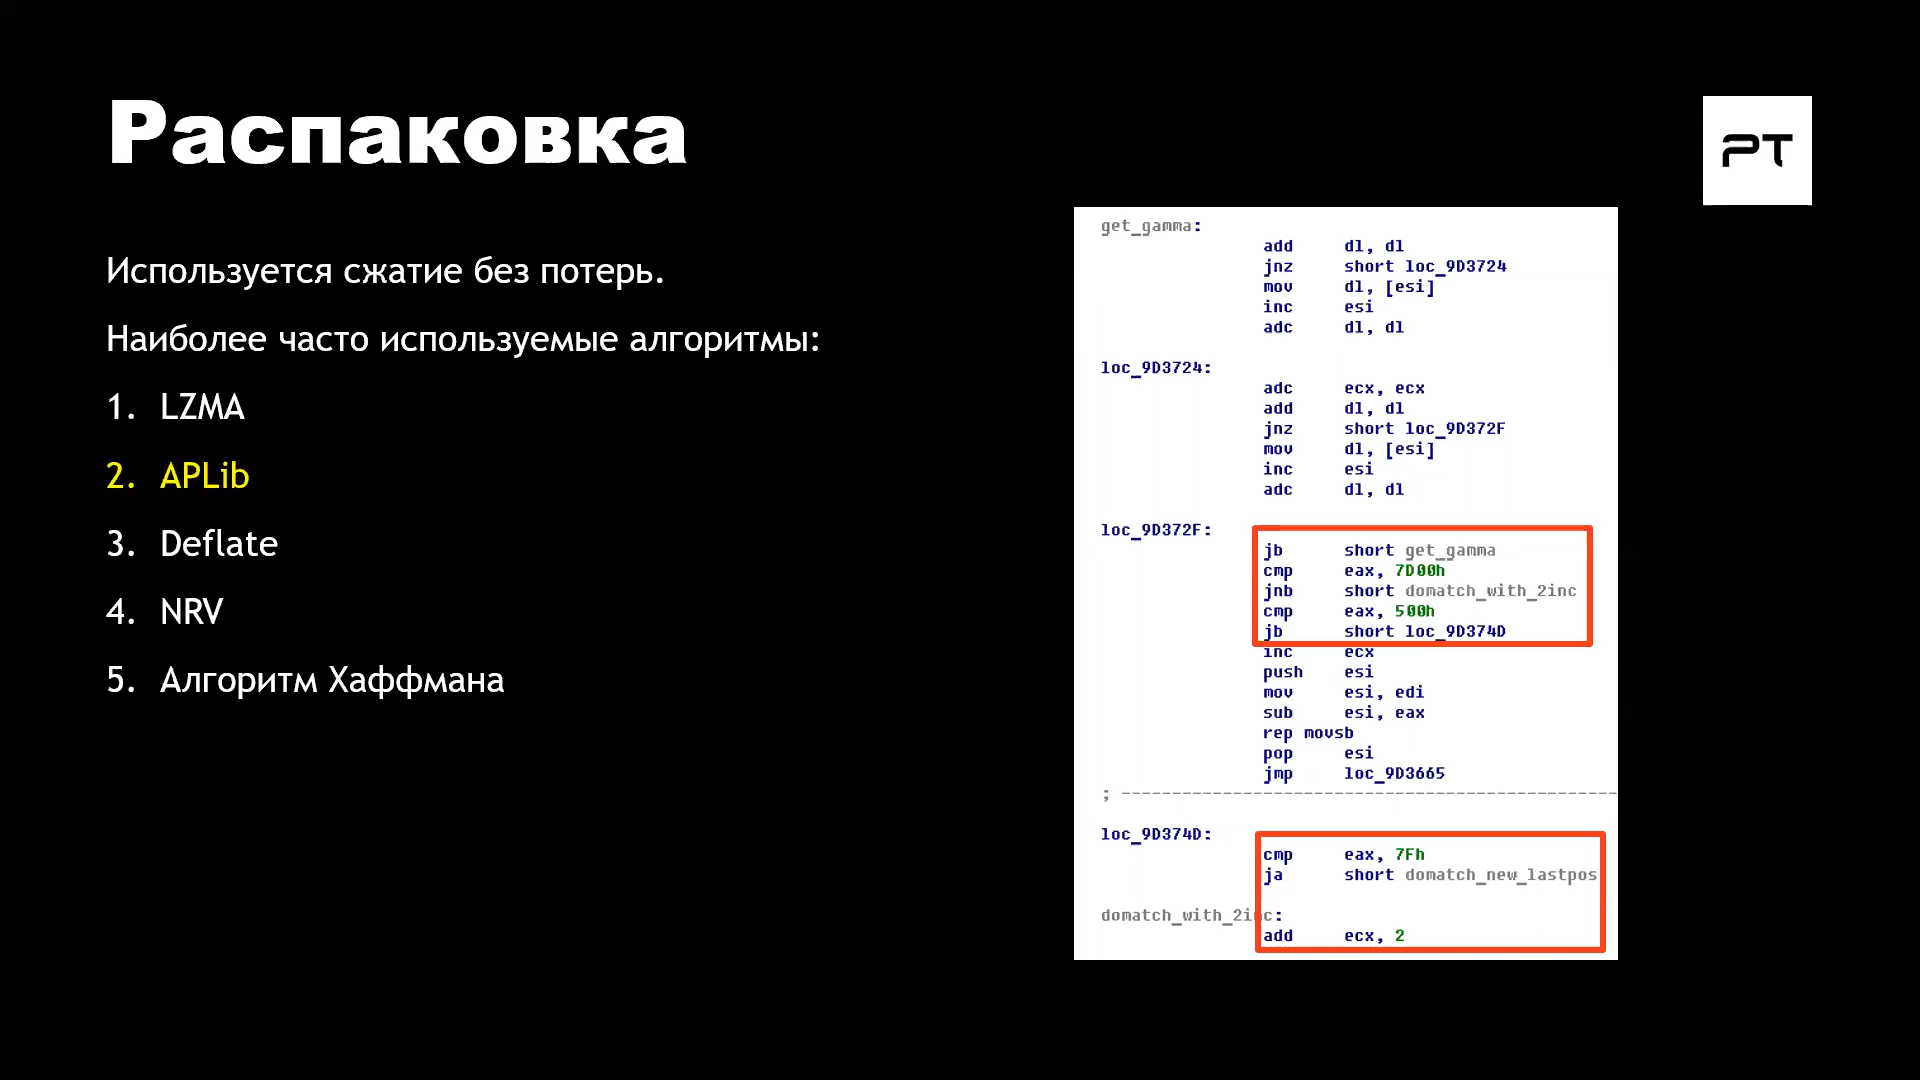 Распаковка
PT
Используется сжатие без потерь.
Наиболее часто используемые алгоритмы:
1. LZMA
2. APLib
3. Deflate
4. NRV
5. Алгоритм Хаффмана
get_gamma:
add dl, dl
jnz short loc_9D3724
mov dl, [esi]
inc esi
adc dl, dl
loc_9D3724:
adc ecx, ecx
add dl, dl
jnz short loc_9D372F
mov dl, [esi]
inc esi
adc dl, dl
loc_9D372F:
jb short get_gamma
cmp eax, 7D00h
jnb short domatch_with_2inc
cmp eax, 500h
jb short loc_9D374D
inc ecx
push esi
mov esi, edi
sub esi, eax
rep movsb
pop esi
jmp loc_9D3665
; -------------------------------------------------
loc_9D374D:
cmp eax, 7Fh
ja short domatch_new_lastpos
domatch_with_2inc:
add ecx, 2